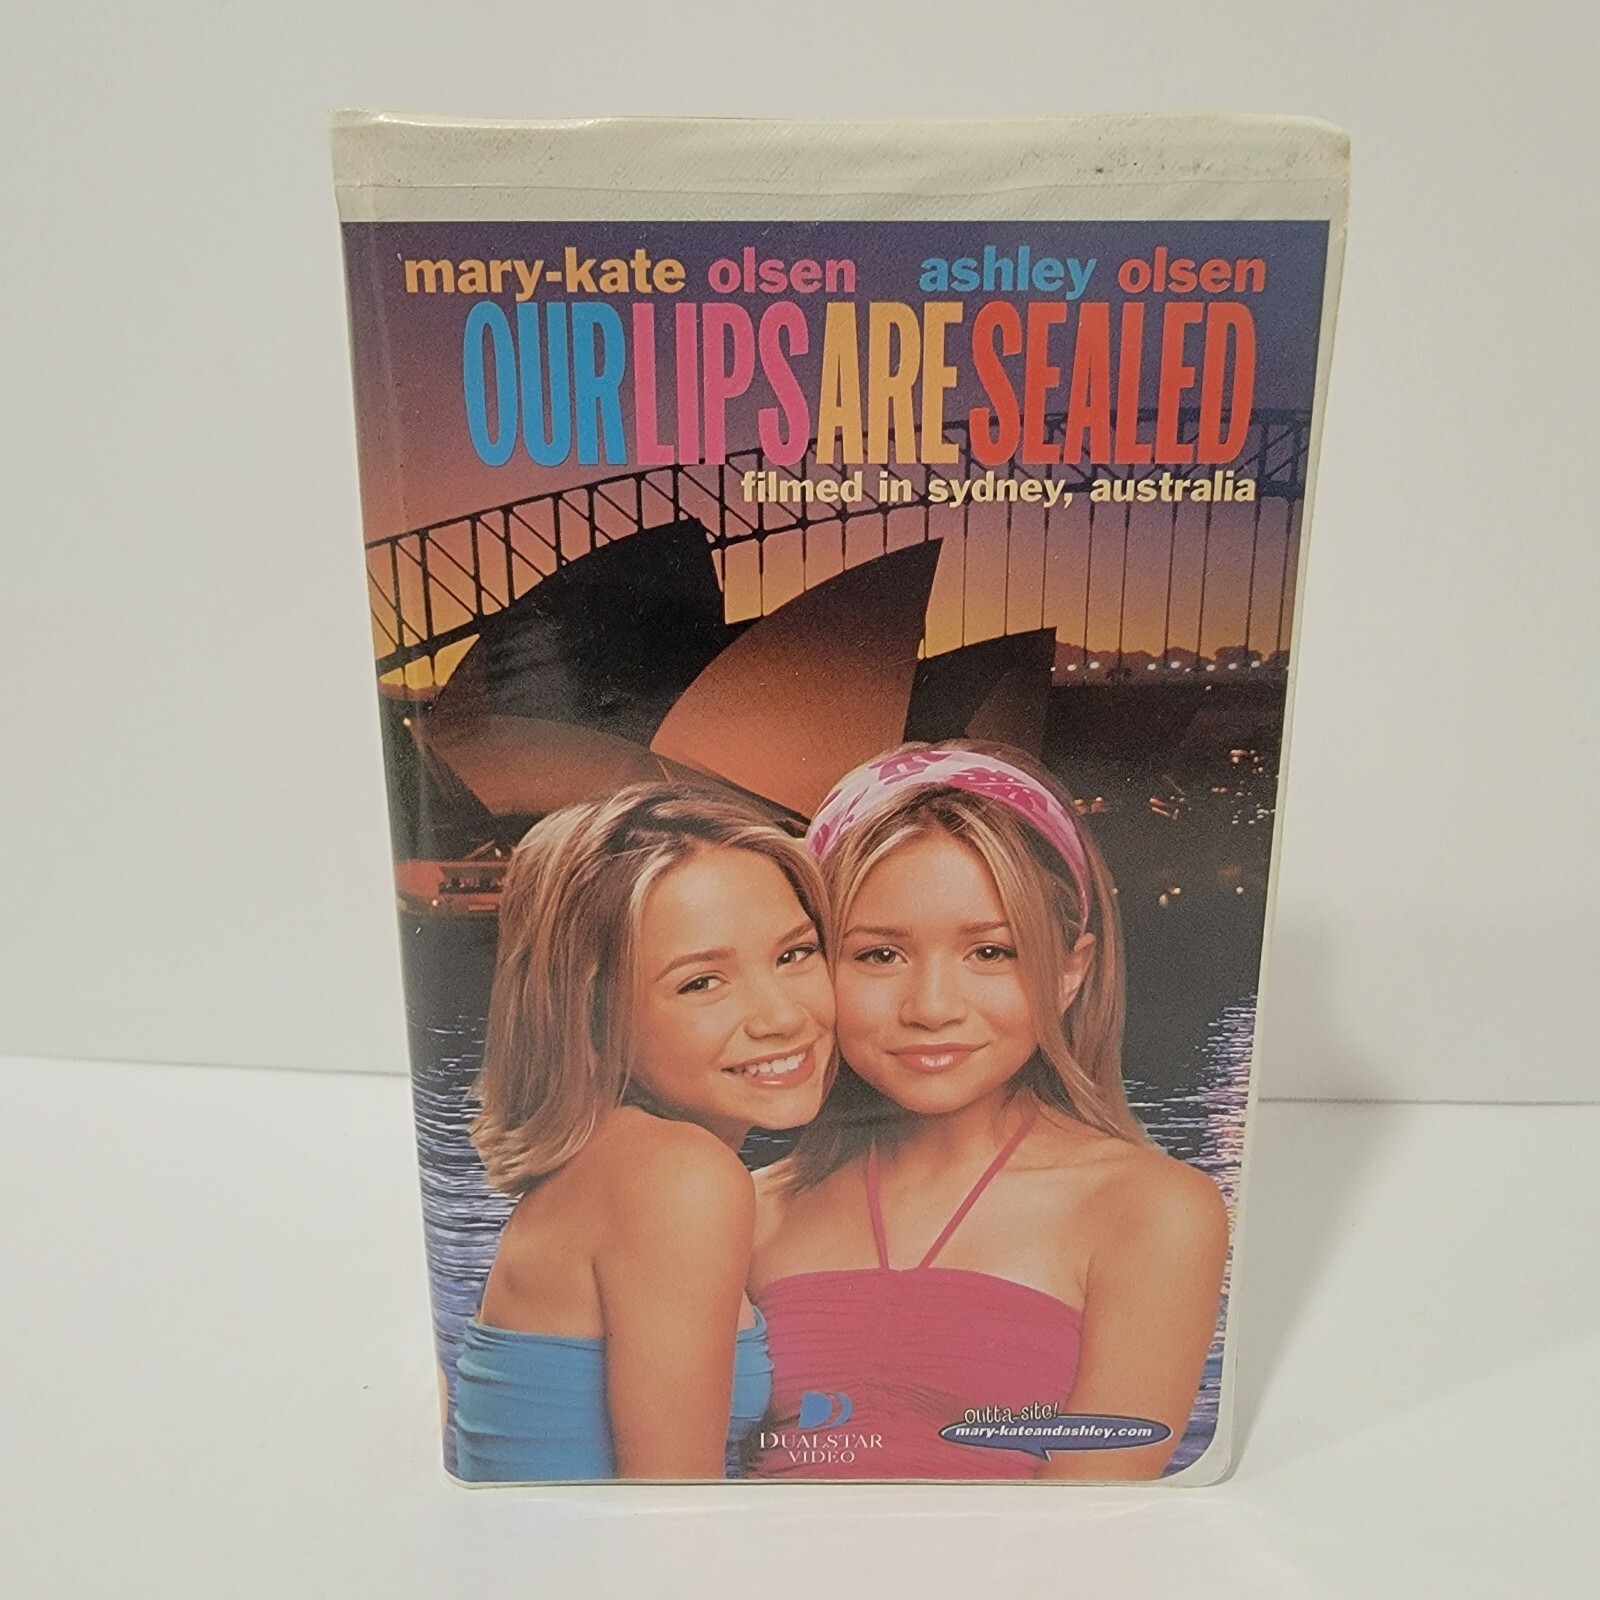 mary-kate olsen ashley olsen
OUR LIPS ARE SEALED
filmed in sydney, australia
DUALSTAR
VIDEO
outta-site!
mary-kateandashley.com